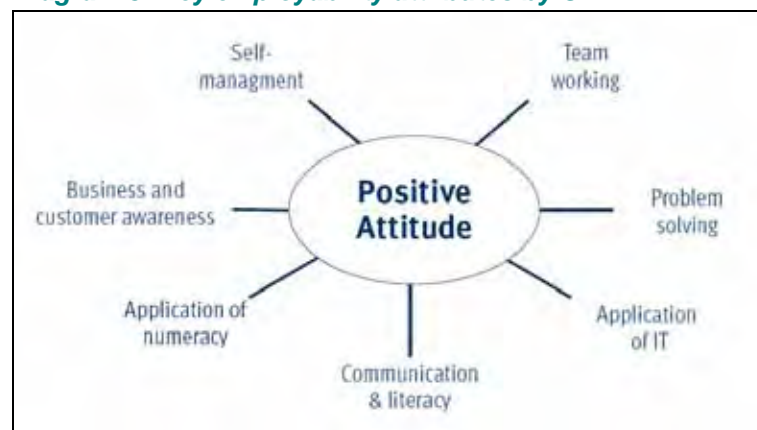 Self-
managment
Team
working
Business and
customer awareness
Positive
Attitude
Problem
solving
Application of
numeracy
Application
of IT
Communication
& literacy